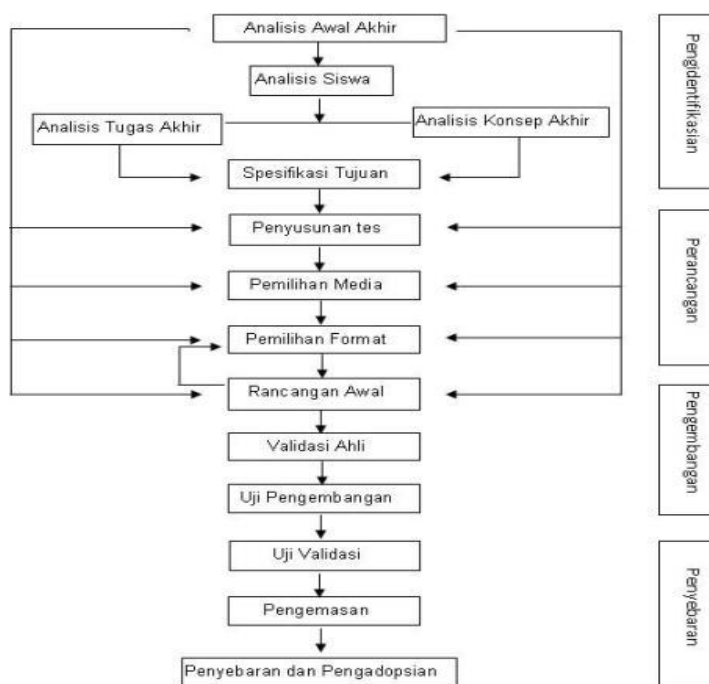 Analisis Awal Akhir
Analisis Siswa
Analisis Tugas Akhir
Analisis Konsep Akhir
Spesifikasi Tujuan
Penyusunan tes
Pemilihan Media
Pemilihan Format
Rancangan Awal
Validasi Ahli
Uji Pengembangan
Uji Validasi
Pengemasan
Penyebaran dan Pengadopsian
Pengidentifikasian
Perancangan
Pengembangan
Penyebaran